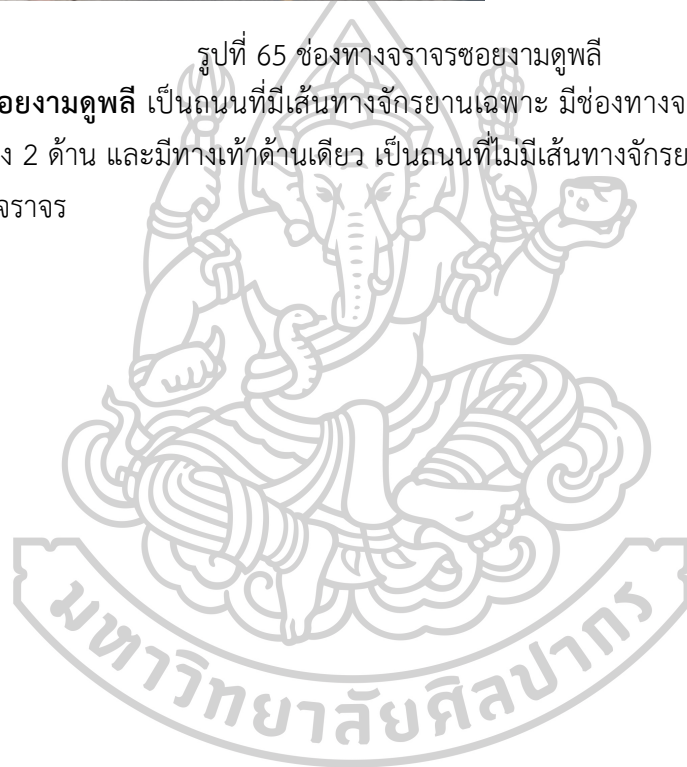 รูปที่ 65 ช่องทางจราจรซอยงามดูพลี
อยงามดูพลี เป็นถนนที่มีเส้นทางจักรยานเฉพาะ มีช่องทางจ
ง 2 ด้าน และมีทางเท้าด้านเดียว เป็นถนนที่ไม่มีเส้นทางจักรย
จราจร
มหาวิทยาลัยศิลปากร